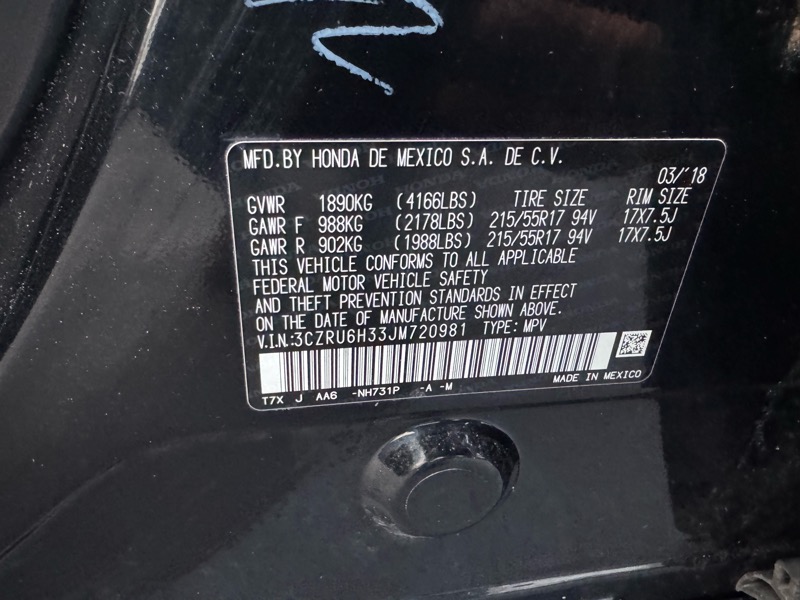 MFD.BY HONDA DE MEXICO S.A. DE C.V.
03/'18
GVWR 1890KG (4166LBS) TIRE SIZE RIM SIZE
GAWR F 988KG (2178LBS) 215/55R17 94V 17X7.5J
GAWR R 902KG (1988LBS) 215/55R17 94V 17X7.5J
THIS VEHICLE CONFORMS TO ALL APPLICABLE
FEDERAL MOTOR VEHICLE SAFETY
AND THEFT PREVENTION STANDARDS IN EFFECT
ON THE DATE OF MANUFACTURE SHOWN ABOVE.
V.I.N:3CZRU6H33JM720981 TYPE: MPV
MADE IN MEXICO
T7X J AA6 -NH731P -A -M